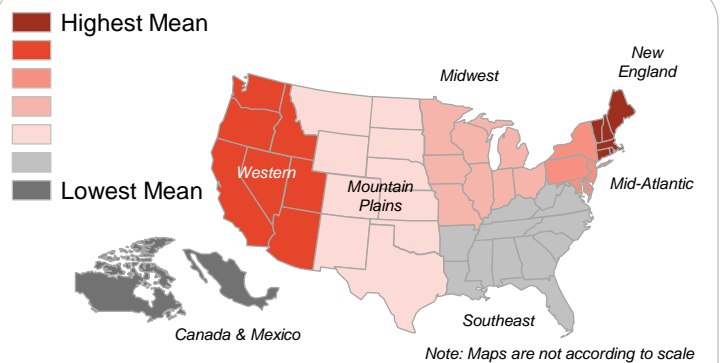 Highest Mean
Lowest Mean
New
England
Midwest
Western
Mountain
Plains
Mid-Atlantic
Southeast
Canada & Mexico
Note: Maps are not according to scale